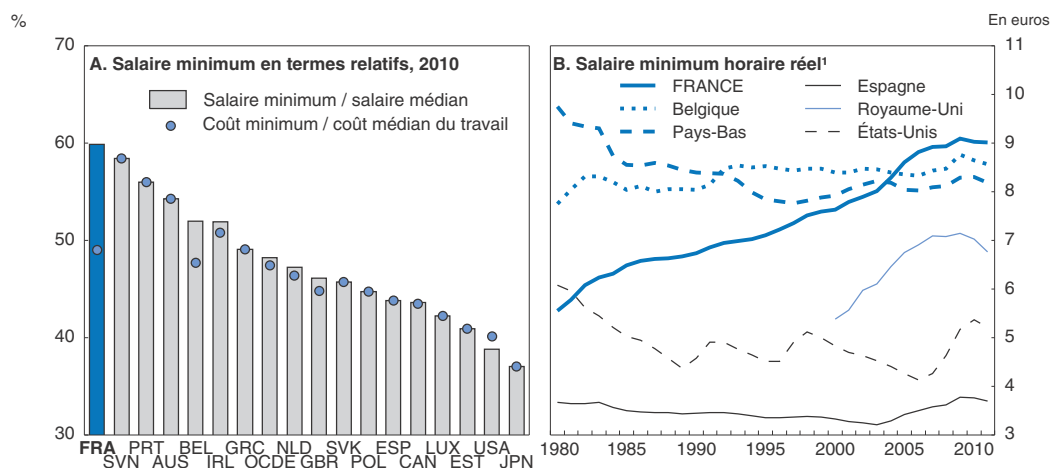 %
En euros
70
60
50
40
30
A. Salaire minimum en termes relatifs, 2010
Salaire minimum / salaire médian
Coût minimum / coût médian du travail
FRA PRT BEL GRC NLD SVK ESP LUX USA
SVN AUS IRL OCDE GBR POL CAN EST JPN
B. Salaire minimum horaire réel¹
FRANCE
Belgique
Pays-Bas
Espagne
Royaume-Uni
États-Unis
11
10
9
8
7
6
5
4
3
1980 1985 1990 1995 2000 2005 2010